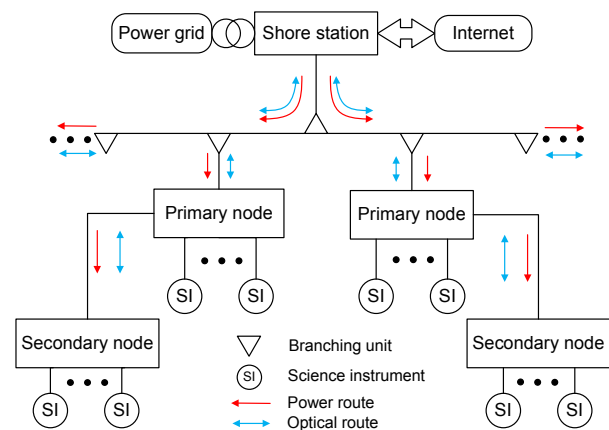 Power grid
Shore station
Internet
Primary node
Primary node
SI
SI
SI
SI
Secondary node
Secondary node
SI
SI
SI
SI
Branching unit
SI
Science instrument
Power route
Optical route